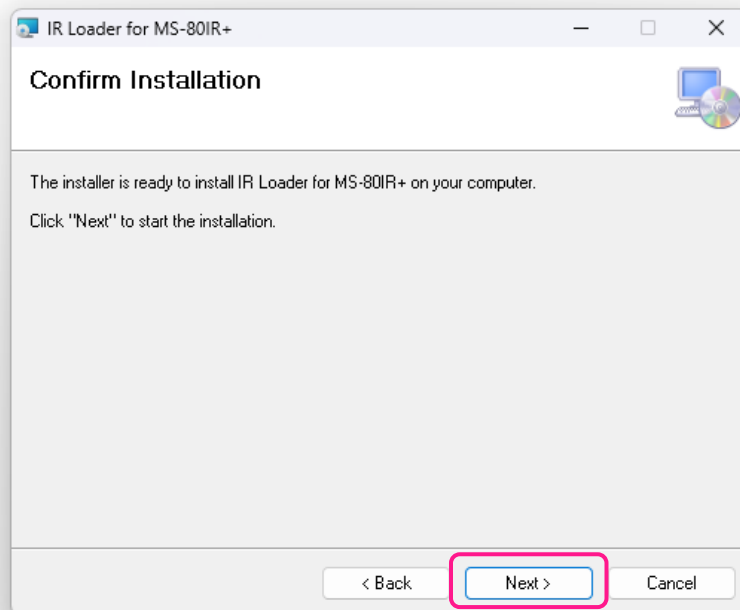 IR Loader for MS-80IR+
Confirm Installation
The installer is ready to install IR Loader for MS-80IR+ on your computer.
Click "Next" to start the installation.
< Back
Next >
Cancel